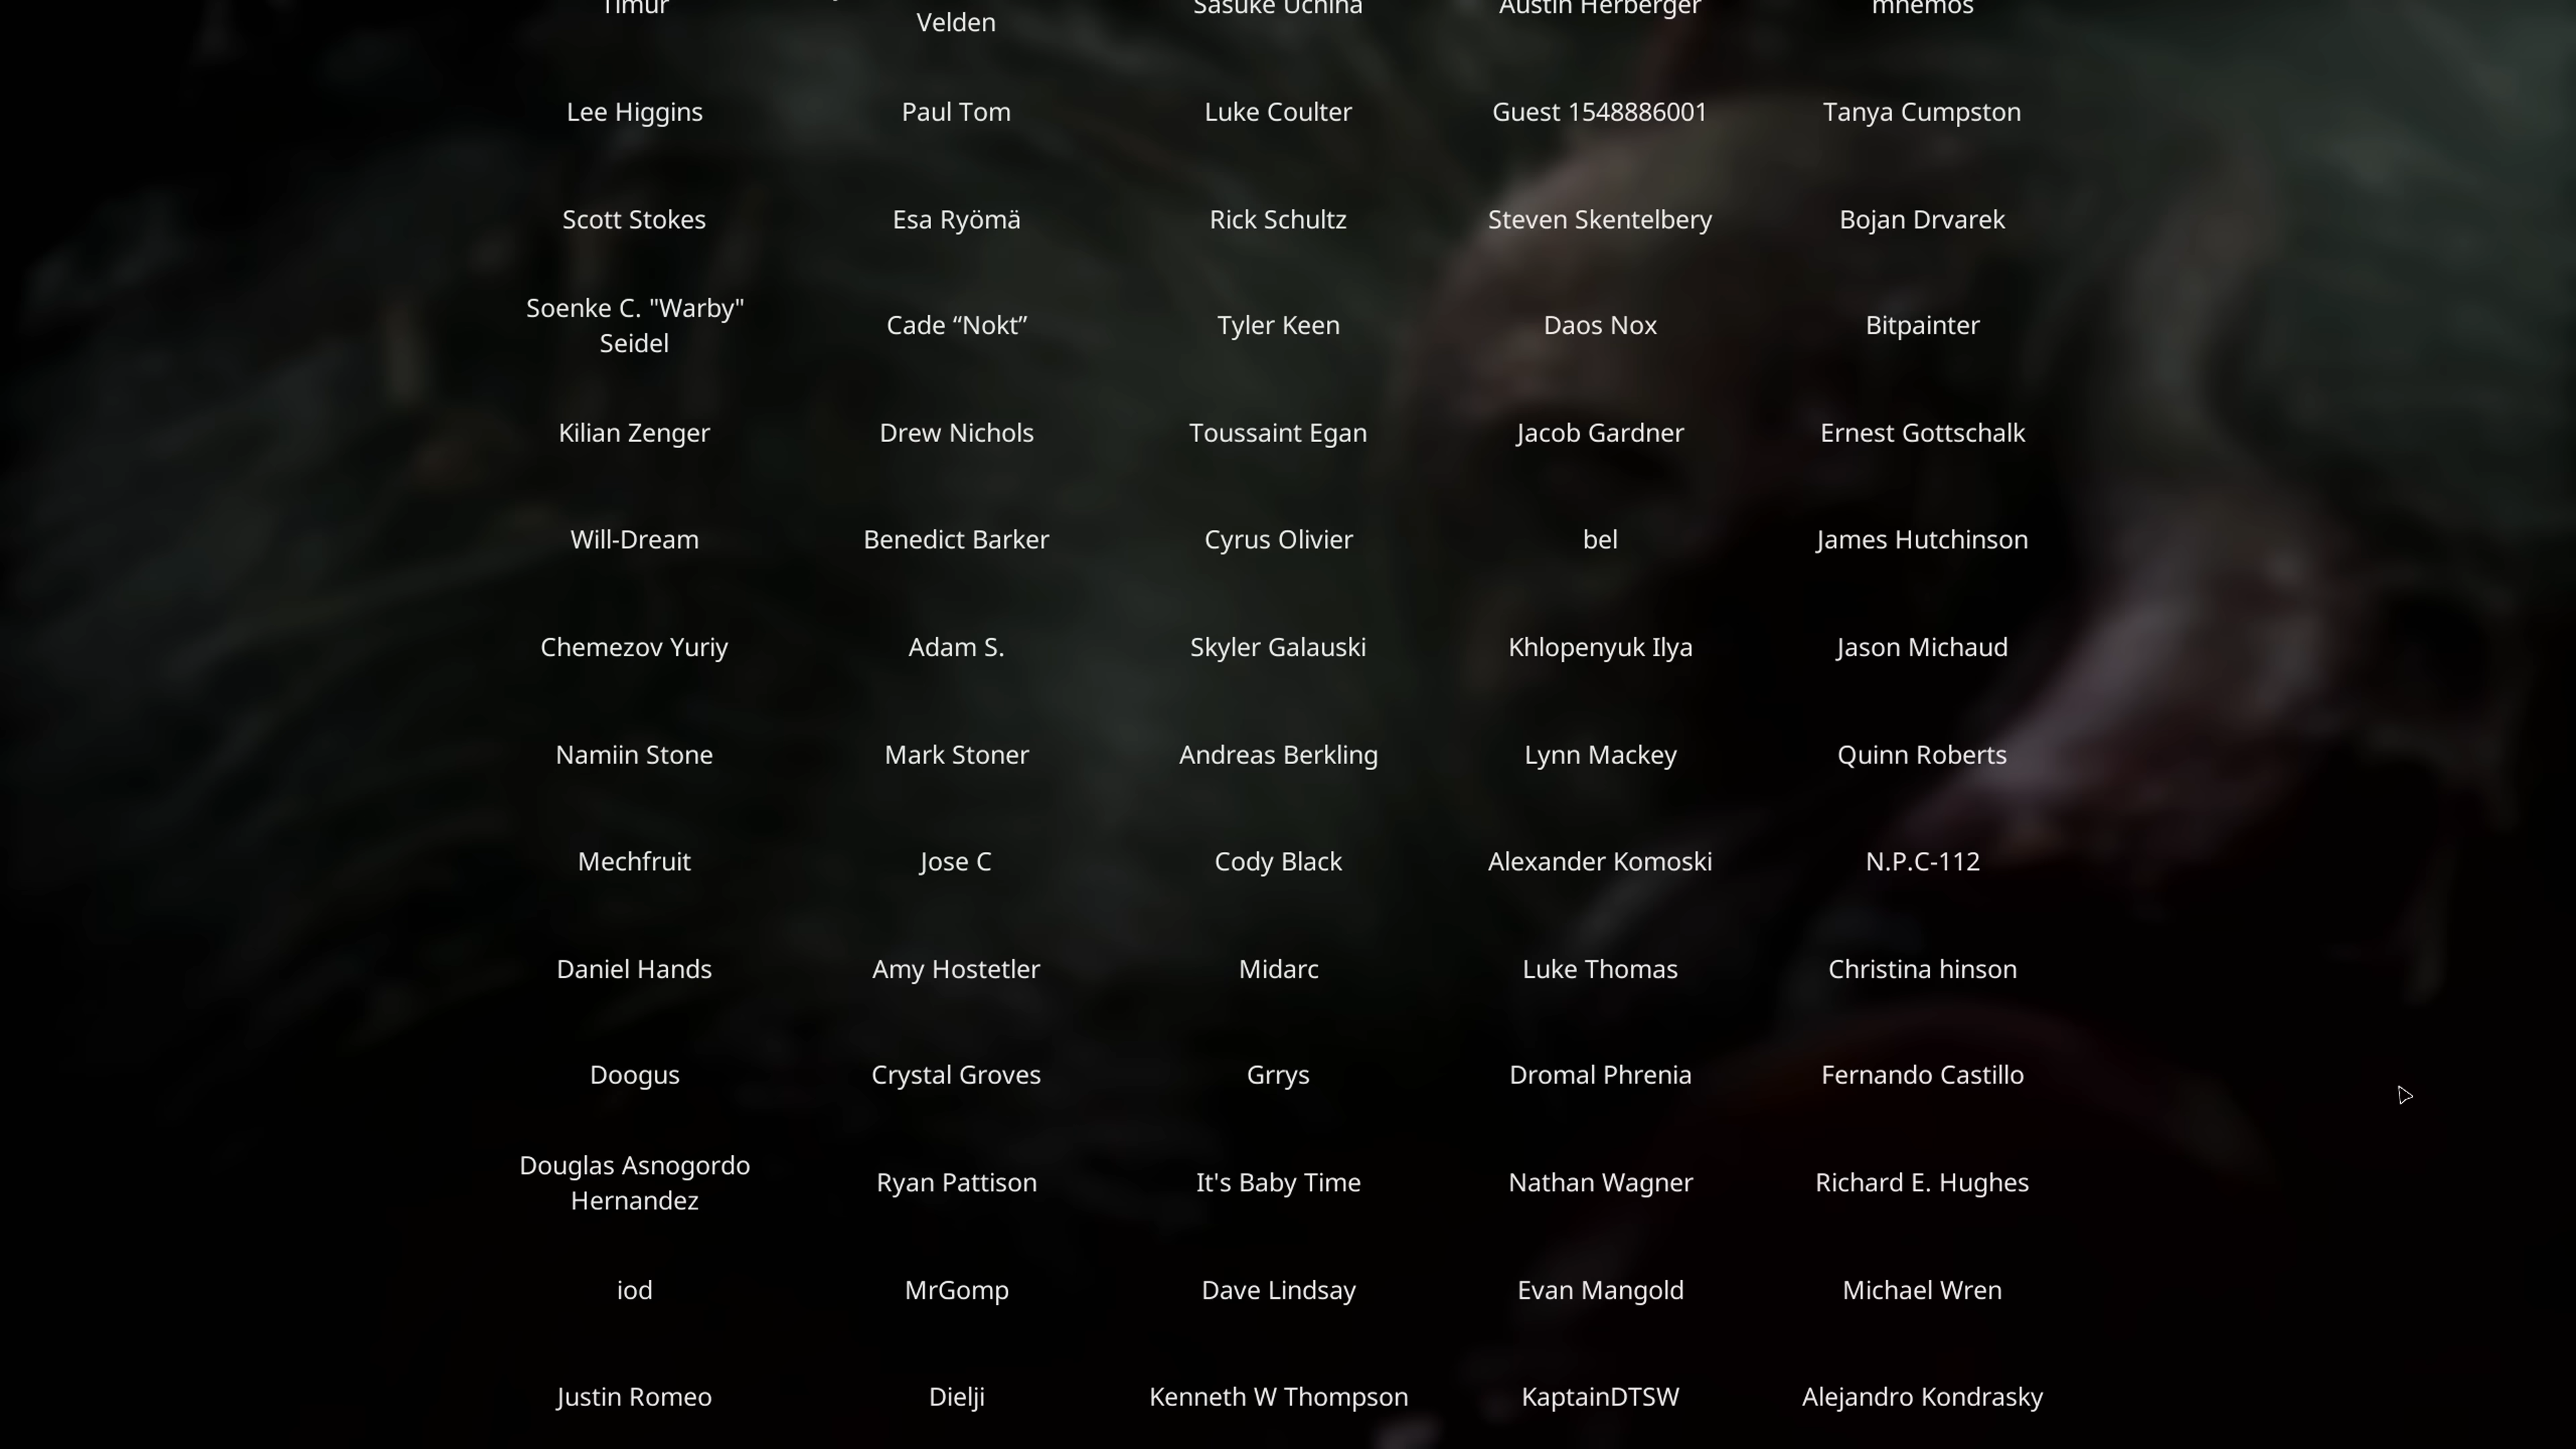 Timur
Velden
Sasuke Uchiha
Austin Herberger
mnemos
Lee Higgins
Paul Tom
Luke Coulter
Guest 1548886001
Tanya Cumpston
Scott Stokes
Esa Ryömä
Rick Schultz
Steven Skentelbery
Bojan Drvarek
Soenke C. "Warby"
Seidel
Cade “Nokt”
Tyler Keen
Daos Nox
Bitpainter
Kilian Zenger
Drew Nichols
Toussaint Egan
Jacob Gardner
Ernest Gottschalk
Will-Dream
Benedict Barker
Cyrus Olivier
bel
James Hutchinson
Chemezov Yuriy
Adam S.
Skyler Galauski
Khlopenyuk Ilya
Jason Michaud
Namiin Stone
Mark Stoner
Andreas Berkling
Lynn Mackey
Quinn Roberts
Mechfruit
Jose C
Cody Black
Alexander Komoski
N.P.C-112
Daniel Hands
Amy Hostetler
Midarc
Luke Thomas
Christina hinson
Doogus
Crystal Groves
Grrys
Dromal Phrenia
Fernando Castillo
Douglas Asnogordo
Hernandez
Ryan Pattison
It's Baby Time
Nathan Wagner
Richard E. Hughes
iod
MrGomp
Dave Lindsay
Evan Mangold
Michael Wren
Justin Romeo
Dielji
Kenneth W Thompson
KaptainDTSW
Alejandro Kondrasky